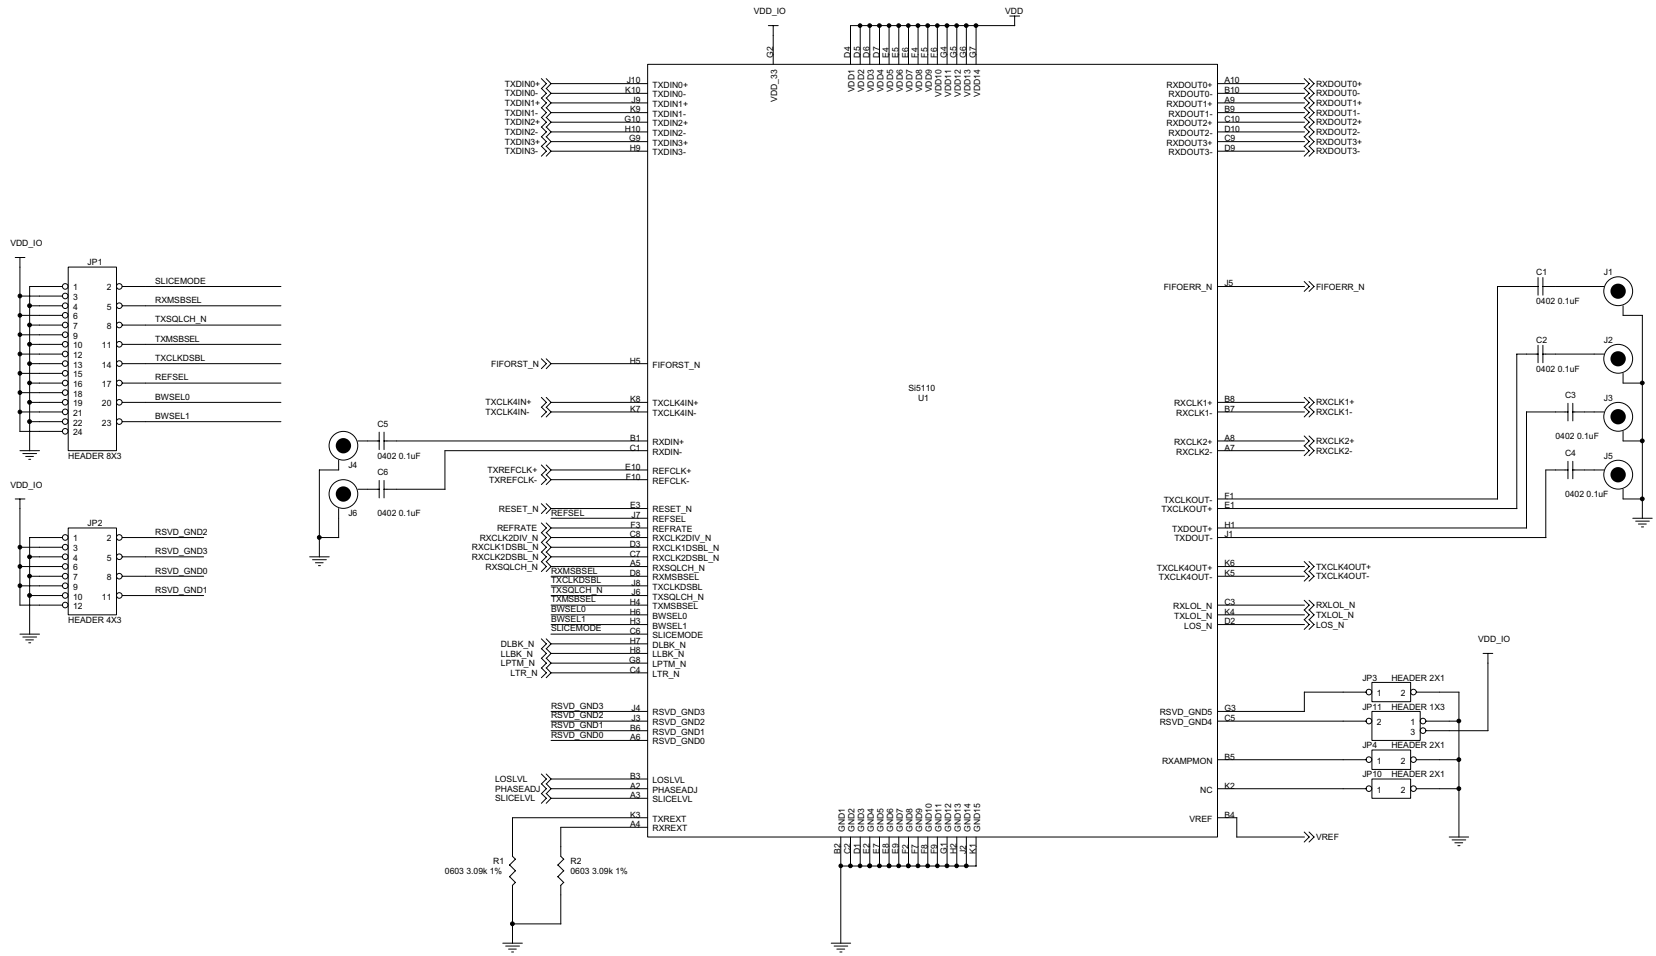 VDD_IO
VDD
G2
D4
D5
D6
D7
E4
E5
E6
F4
F5
F6
G4
G5
G6
G7
VDD_33
VDD1
VDD2
VDD3
VDD4
VDD5
VDD6
VDD7
VDD8
VDD9
VDD10
VDD11
VDD12
VDD13
VDD14
TXDIN0+ J10 TXDIN0+
TXDIN0- K10 TXDIN0-
TXDIN1+ J9 TXDIN1+
TXDIN1- K9 TXDIN1-
TXDIN2+ G10 TXDIN2+
TXDIN2- H10 TXDIN2-
TXDIN3+ G9 TXDIN3+
TXDIN3- H9 TXDIN3-
RXDOUT0+ A10 RXDOUT0+
RXDOUT0- B10 RXDOUT0-
RXDOUT1+ A9 RXDOUT1+
RXDOUT1- B9 RXDOUT1-
RXDOUT2+ C10 RXDOUT2+
RXDOUT2- D10 RXDOUT2-
RXDOUT3+ C9 RXDOUT3+
RXDOUT3- D9 RXDOUT3-
VDD_IO
JP1
1 2 SLICEMODE
3
4 5 RXMSBSEL
6
7 8 TXSQLCH_N
9
10 11 TXMSBSEL
12
13 14 TXCLKDSBL
15
16 17 REFSEL
18
19 20 BWSEL0
21
22 23 BWSEL1
24
HEADER 8X3
VDD_IO
JP2
1 2 RSVD_GND2
3
4 5 RSVD_GND3
6
7 8 RSVD_GND0
9
10 11 RSVD_GND1
12
HEADER 4X3
FIFORST_N H5 FIFORST_N
TXCLK4IN+ K8 TXCLK4IN+
TXCLK4IN- K7 TXCLK4IN-
C5
0402 0.1uF
J4
B1 RXDIN+
C1 RXDIN-
C6
0402 0.1uF
J6
TXREFCLK+ E10 REFCLK+
TXREFCLK- F10 REFCLK-
RESET_N E3 RESET_N
REFSEL J7 REFSEL
REFRATE F3 REFRATE
RXCLK2DIV_N C8 RXCLK2DIV_N
RXCLK1DSBL_N D3 RXCLK1DSBL_N
RXCLK2DSBL_N C7 RXCLK2DSBL_N
RXSQLCH_N A5 RXSQLCH_N
RXMSBSEL D8 RXMSBSEL
TXCLKDSBL J8 TXCLKDSBL
TXSQLCH_N J6 TXSQLCH_N
TXMSBSEL H4 TXMSBSEL
BWSEL0 H6 BWSEL0
BWSEL1 H3 BWSEL1
SLICEMODE C6 SLICEMODE
DLBK_N H7 DLBK_N
LLBK_N H8 LLBK_N
LPTM_N G8 LPTM_N
LTR_N C4 LTR_N
RSVD_GND3 J4 RSVD_GND3
RSVD_GND2 J3 RSVD_GND2
RSVD_GND1 B6 RSVD_GND1
RSVD_GND0 A6 RSVD_GND0
LOSLVL B3 LOSLVL
PHASEADJ A2 PHASEADJ
SLICELVL A3 SLICELVL
K3 TXREXT
A4 RXREXT
R1
0603 3.09k 1%
R2
0603 3.09k 1%
Si5110
U1
FIFOERR_N J5 FIFOERR_N
C1
0402 0.1uF
J1
C2
0402 0.1uF
J2
C3
0402 0.1uF
J3
C4
0402 0.1uF
J5
RXCLK1+ B8 RXCLK1+
RXCLK1- B7 RXCLK1-
RXCLK2+ A8 RXCLK2+
RXCLK2- A7 RXCLK2-
TXCLKOUT- F1
TXCLKOUT+ E1
TXDOUT+ H1
TXDOUT- J1
TXCLK4OUT+ K6 TXCLK4OUT+
TXCLK4OUT- K5 TXCLK4OUT-
RXLOL_N C3 RXLOL_N
TXLOL_N K4 TXLOL_N
LOS_N D2 LOS_N
VDD_IO
JP3 HEADER 2X1
1 2
RSVD_GND5 G3
RSVD_GND4 C5
JP11 HEADER 1X3
2 1
3
JP4 HEADER 2X1
RXAMPMON B5 1 2
JP10 HEADER 2X1
NC K2 1 2
VREF B4 VREF
GND1
GND2
GND3
GND4
GND5
GND6
GND7
GND8
GND9
GND10
GND11
GND12
GND13
GND14
GND15
B2
C2
D1
E2
E7
E8
E9
F2
F7
F8
F9
G1
H2
J2
K1